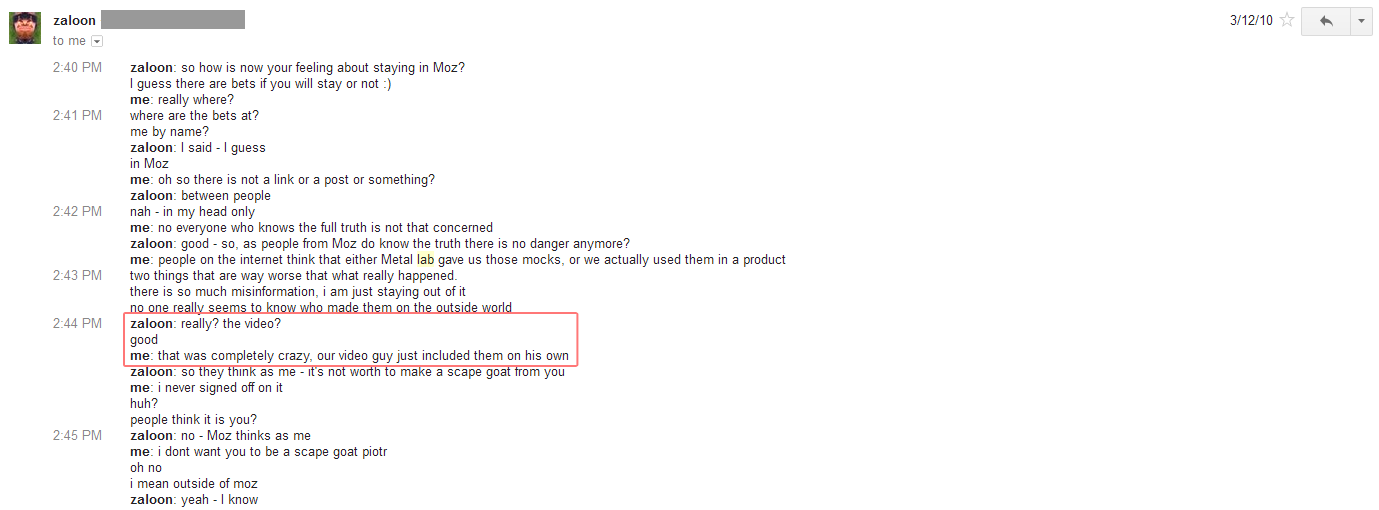 zaloon 3/12/10
to me
2:40 PM zaloon: so how is now your feeling about staying in Moz?
I guess there are bets if you will stay or not :)
me: really where?
2:41 PM where are the bets at?
me by name?
zaloon: I said - I guess
in Moz
me: oh so there is not a link or a post or something?
zaloon: between people
2:42 PM nah - in my head only
me: no everyone who knows the full truth is not that concerned
zaloon: good - so, as people from Moz do know the truth there is no danger anymore?
me: people on the internet think that either Metal lab gave us those mocks, or we actually used them in a product
2:43 PM two things that are way worse that what really happened.
there is so much misinformation, i am just staying out of it
no one really seems to know who made them on the outside world
2:44 PM zaloon: really? the video?
good
me: that was completely crazy, our video guy just included them on his own
zaloon: so they think as me - it's not worth to make a scape goat from you
me: i never signed off on it
huh?
people think it is you?
2:45 PM zaloon: no - Moz thinks as me
me: i dont want you to be a scape goat piotr
oh no
i mean outside of moz
zaloon: yeah - I know